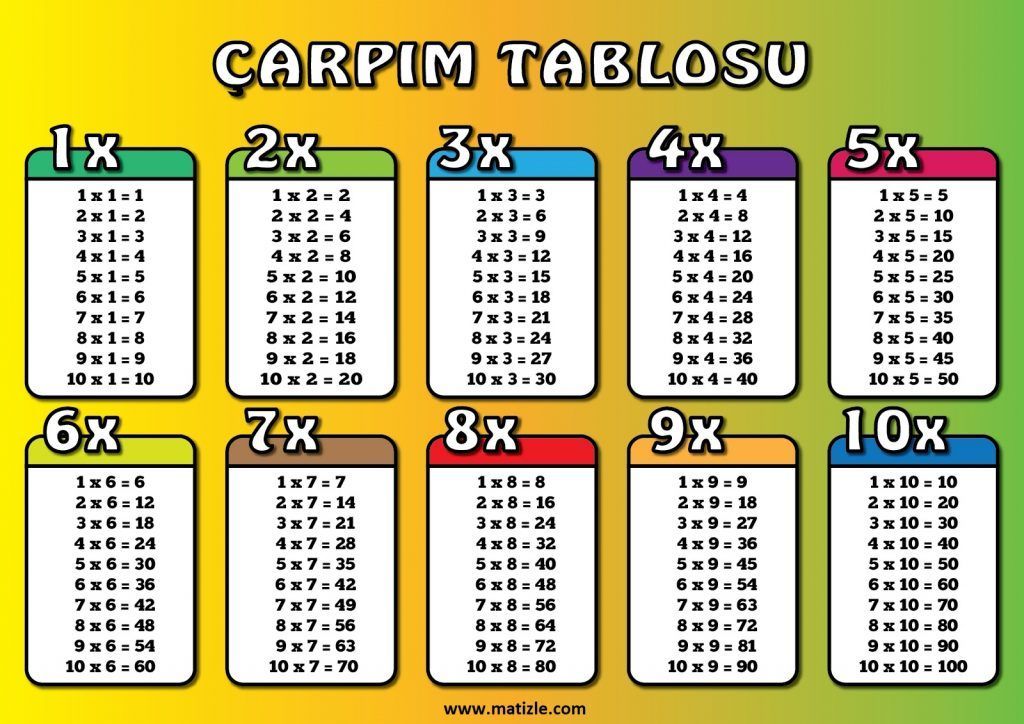 ÇARPIM TABLOSU
1x
1 x 1 = 1
2 x 1 = 2
3 x 1 = 3
4 x 1 = 4
5 x 1 = 5
6 x 1 = 6
7 x 1 = 7
8 x 1 = 8
9 x 1 = 9
10 x 1 = 10
2x
1 x 2 = 2
2 x 2 = 4
3 x 2 = 6
4 x 2 = 8
5 x 2 = 10
6 x 2 = 12
7 x 2 = 14
8 x 2 = 16
9 x 2 = 18
10 x 2 = 20
3x
1 x 3 = 3
2 x 3 = 6
3 x 3 = 9
4 x 3 = 12
5 x 3 = 15
6 x 3 = 18
7 x 3 = 21
8 x 3 = 24
9 x 3 = 27
10 x 3 = 30
4x
1 x 4 = 4
2 x 4 = 8
3 x 4 = 12
4 x 4 = 16
5 x 4 = 20
6 x 4 = 24
7 x 4 = 28
8 x 4 = 32
9 x 4 = 36
10 x 4 = 40
5x
1 x 5 = 5
2 x 5 = 10
3 x 5 = 15
4 x 5 = 20
5 x 5 = 25
6 x 5 = 30
7 x 5 = 35
8 x 5 = 40
9 x 5 = 45
10 x 5 = 50
6x
1 x 6 = 6
2 x 6 = 12
3 x 6 = 18
4 x 6 = 24
5 x 6 = 30
6 x 6 = 36
7 x 6 = 42
8 x 6 = 48
9 x 6 = 54
10 x 6 = 60
7x
1 x 7 = 7
2 x 7 = 14
3 x 7 = 21
4 x 7 = 28
5 x 7 = 35
6 x 7 = 42
7 x 7 = 49
8 x 7 = 56
9 x 7 = 63
10 x 7 = 70
8x
1 x 8 = 8
2 x 8 = 16
3 x 8 = 24
4 x 8 = 32
5 x 8 = 40
6 x 8 = 48
7 x 8 = 56
8 x 8 = 64
9 x 8 = 72
10 x 8 = 80
9x
1 x 9 = 9
2 x 9 = 18
3 x 9 = 27
4 x 9 = 36
5 x 9 = 45
6 x 9 = 54
7 x 9 = 63
8 x 9 = 72
9 x 9 = 81
10 x 9 = 90
10x
1 x 10 = 10
2 x 10 = 20
3 x 10 = 30
4 x 10 = 40
5 x 10 = 50
6 x 10 = 60
7 x 10 = 70
8 x 10 = 80
9 x 10 = 90
10 x 10 = 100
www.matizle.com